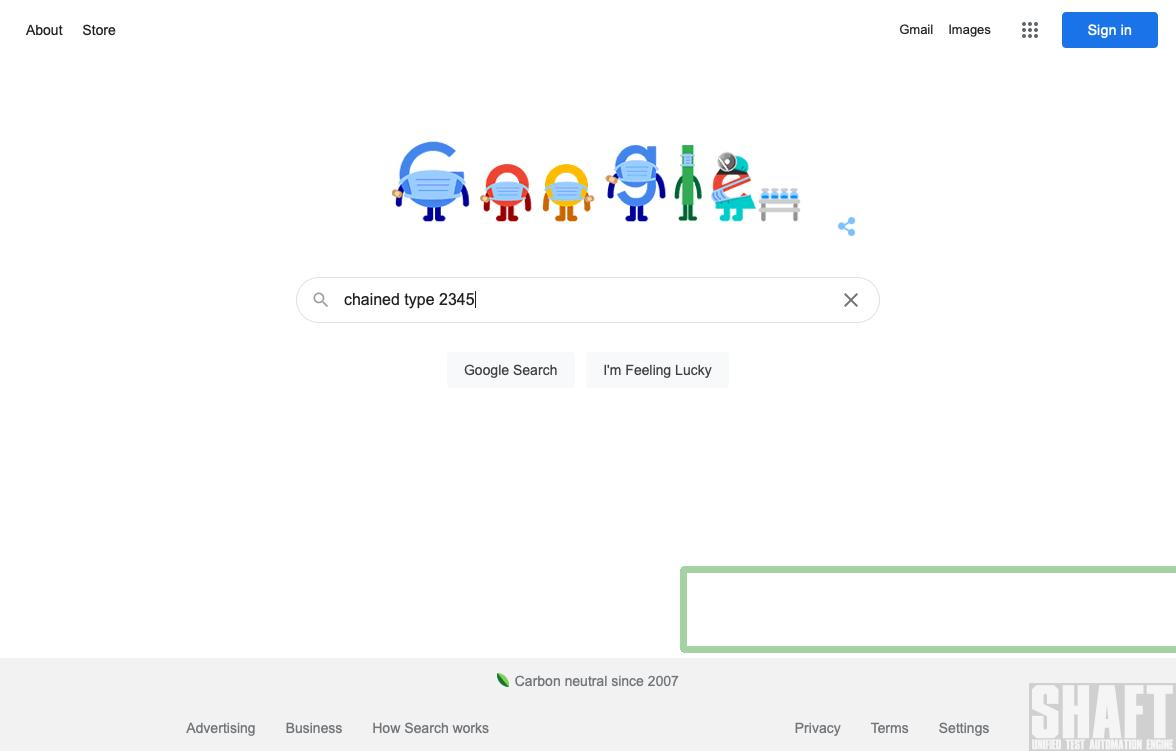 About Store
Gmail Images
Sign in
Google
chained type 2345
Google Search
I'm Feeling Lucky
Carbon neutral since 2007
Advertising Business How Search works
Privacy Terms Settings
SHAFT
UNIFIED TEST AUTOMATION ENGINE